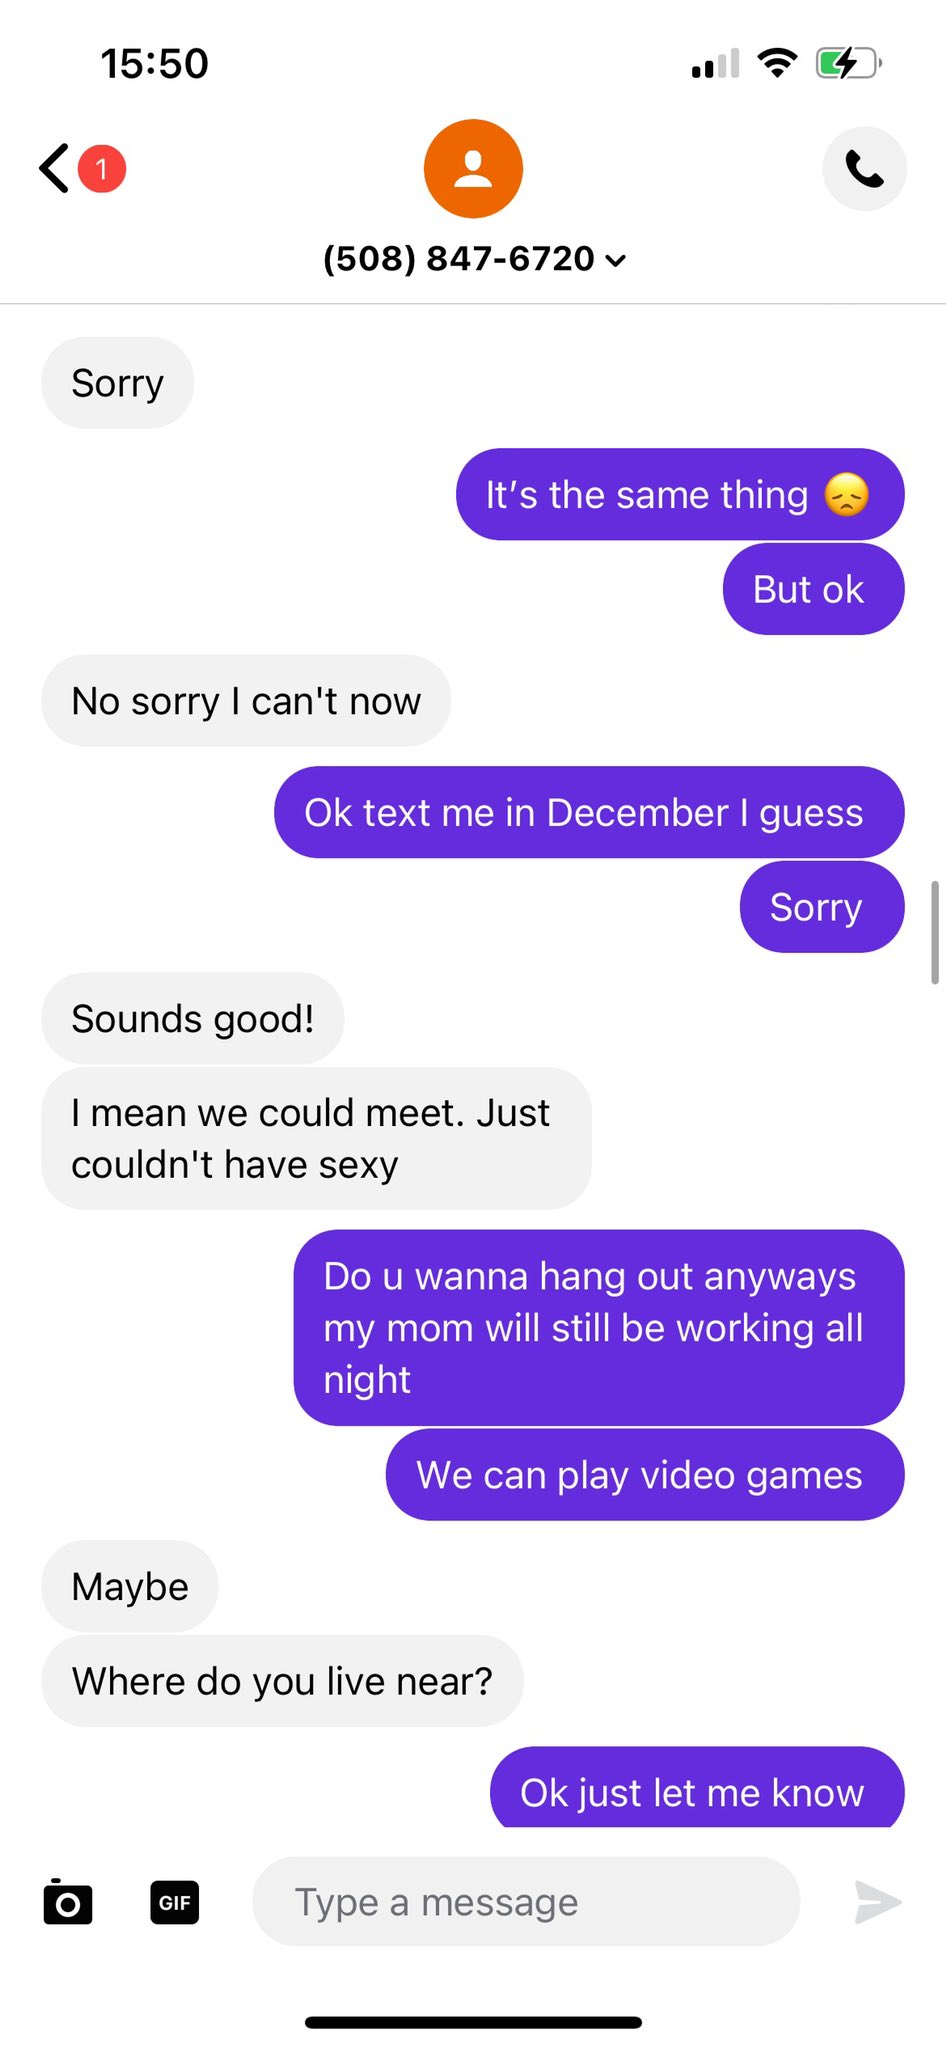 15:50
1
(508) 847-6720
Sorry
It's the same thing 😞
But ok
No sorry I can't now
Ok text me in December I guess
Sorry
Sounds good!
I mean we could meet. Just
couldn't have sexy
Do u wanna hang out anyways
my mom will still be working all
night
We can play video games
Maybe
Where do you live near?
Ok just let me know
GIF
Type a message